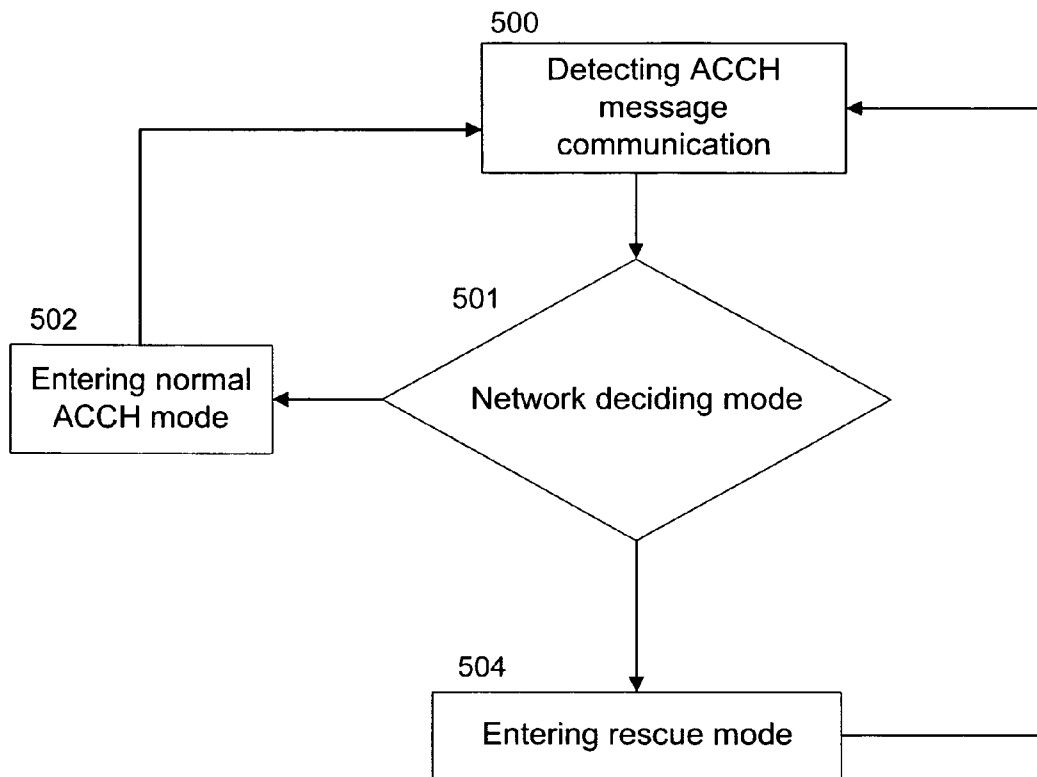 500
Detecting ACCH
message
communication
501
Network deciding mode
502
Entering normal
ACCH mode
504
Entering rescue mode